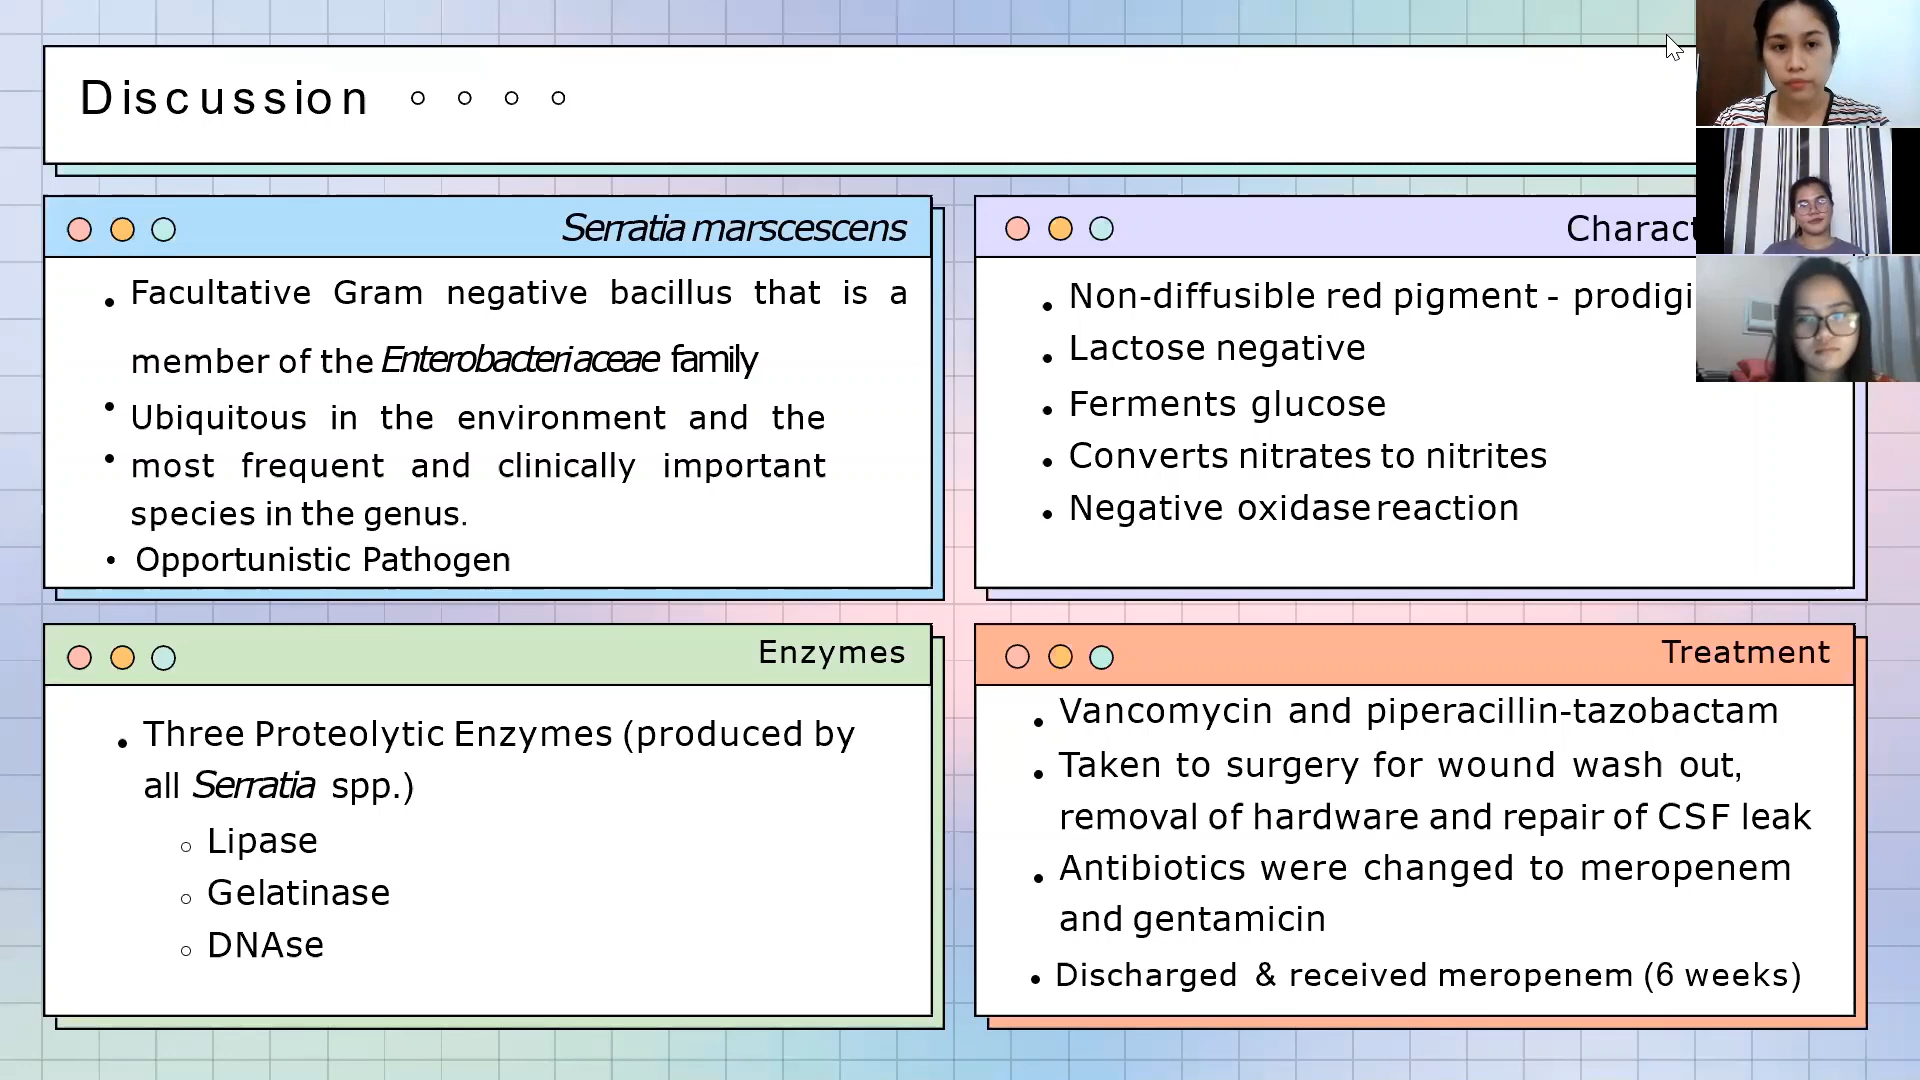 Discussion
Serratia marscescens
• Facultative Gram negative bacillus that is a
member of the Enterobacteriaceae family
• Ubiquitous in the environment and the
• most frequent and clinically important
species in the genus.
• Opportunistic Pathogen
• Non-diffusible red pigment -
• Lactose negative
• Ferments glucose
• Converts nitrates to nitrites
• Negative oxidase reaction
Enzymes
• Three Proteolytic Enzymes (produced by
all Serratia spp.)
○ Lipase
○ Gelatinase
○ DNAse
Treatment
• Vancomycin and piperacillin-tazobactam
• Taken to surgery for wound wash out,
removal of hardware and repair of CSF leak
• Antibiotics were changed to meropenem
and gentamicin
• Discharged & received meropenem (6 weeks)